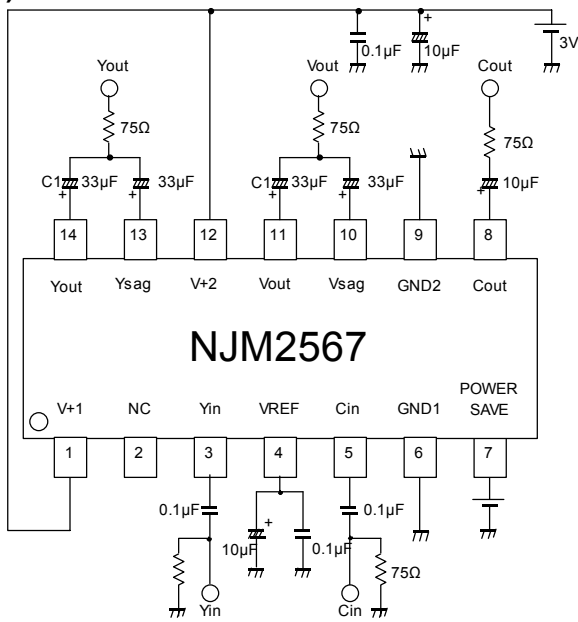 )
0.1µF
+
10µF
3V
Yout
Vout
Cout
75Ω
75Ω
75Ω
C1
33µF
33µF
C1
33µF
33µF
10µF
+
+
+
+
+
14
13
12
11
10
9
8
Yout
Ysag
V+2
Vout
Vsag
GND2
Cout
NJM2567
V+1
NC
Yin
VREF
Cin
GND1
POWER
SAVE
1
2
3
4
5
6
7
0.1µF
+
10µF
0.1µF
0.1µF
75Ω
Yin
Cin